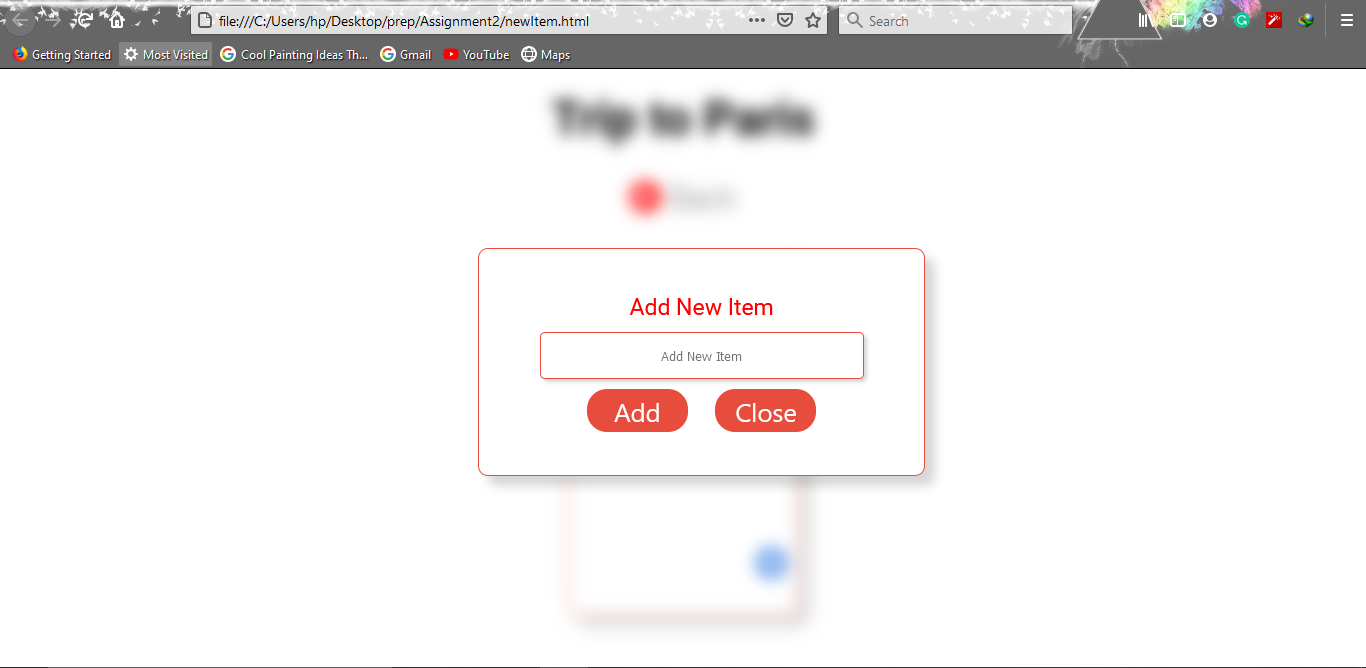 file:///C:/Users/hp/Desktop/prep/Assignment2/newItem.html
Search
Getting Started Most Visited Cool Painting Ideas Th... Gmail YouTube Maps
Trip to Paris
Add New Item
Add New Item
Add Close